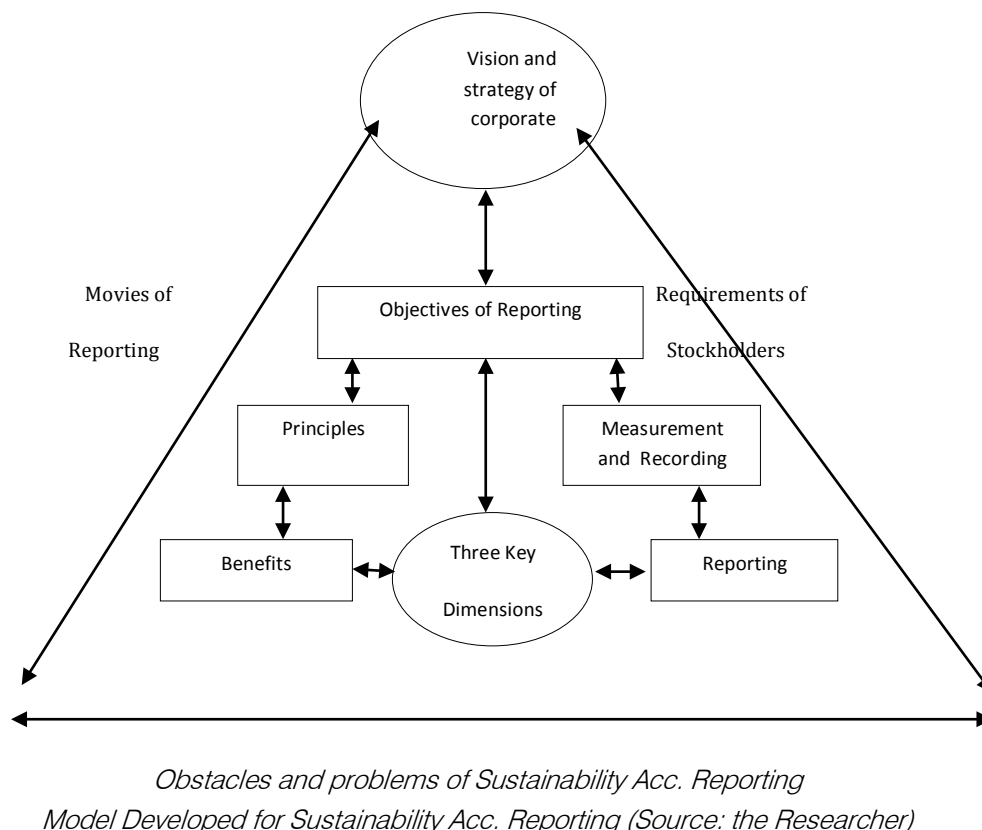 Vision and
strategy of
corporate
Movies of
Reporting
Requirements of
Stockholders
Objectives of Reporting
Principles
Measurement
and Recording
Benefits
Three Key
Dimensions
Reporting
Obstacles and problems of Sustainability Acc. Reporting
Model Developed for Sustainability Acc. Reporting (Source: the Researcher)